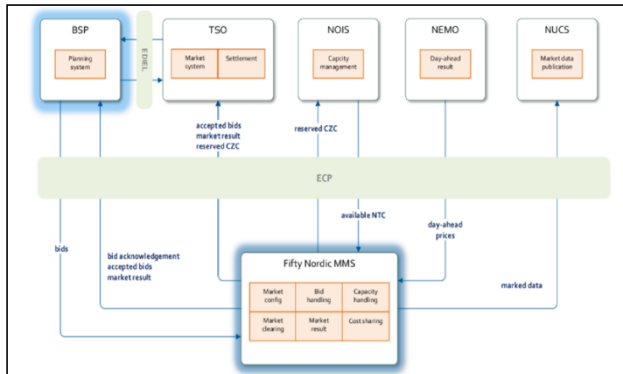 BSP
TSO
NOIS
NEMO
NUCS
Planning
system
EDIEL
Market
system
Settlement
Capcity
management
Day-ahead
result
Market data
publication
accepted bids
market result
reserved CZC
reserved CZC
ECP
bids
bid acknowledgement
accepted bids
market result
available NTC
day-ahead
prices
marked data
Fifty Nordic MMS
Market
config
Bid
handling
Capacity
handling
Market
clearing
Market
result
Cost sharing